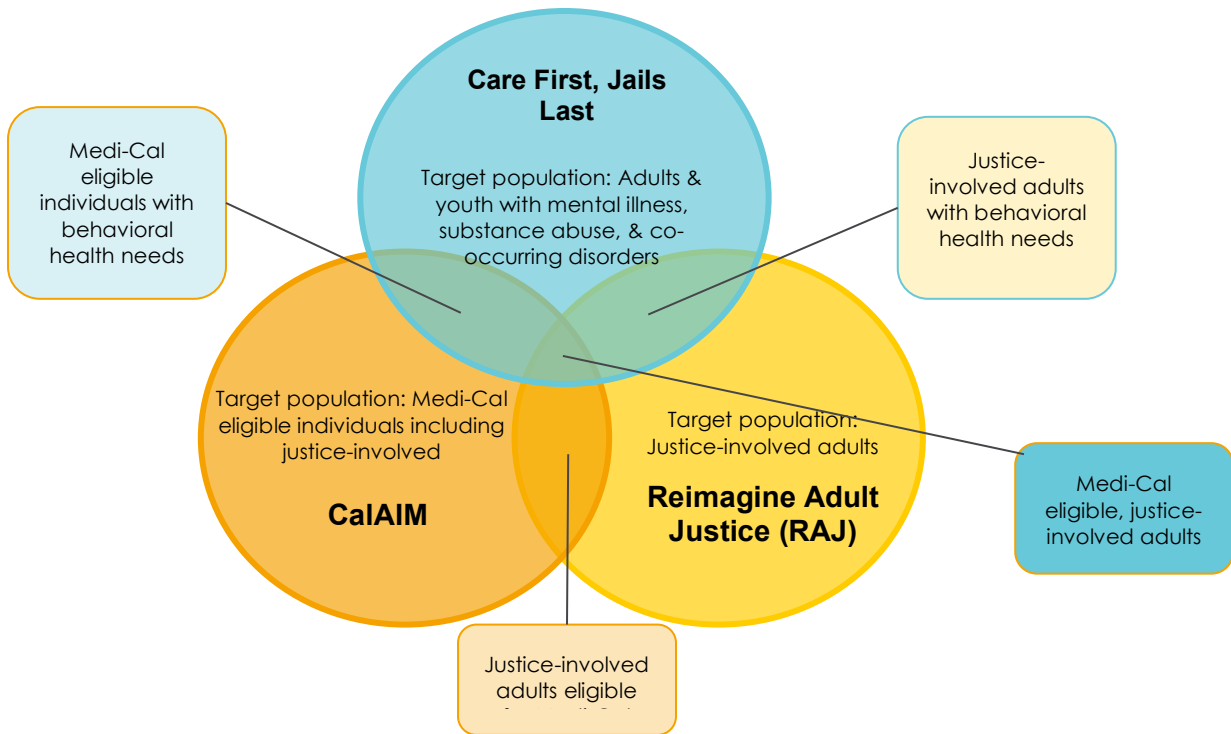 Care First, Jails
Last
Target population: Adults &
youth with mental illness,
substance abuse, & co-
occurring disorders
Medi-Cal
eligible
individuals with
behavioral
health needs
Justice-
involved adults
with behavioral
health needs
Target population: Medi-Cal
eligible individuals including
justice-involved
CalAIM
Target population:
Justice-involved adults
Reimagine Adult
Justice (RAJ)
Medi-Cal
eligible, justice-
involved adults
Justice-involved
adults eligible